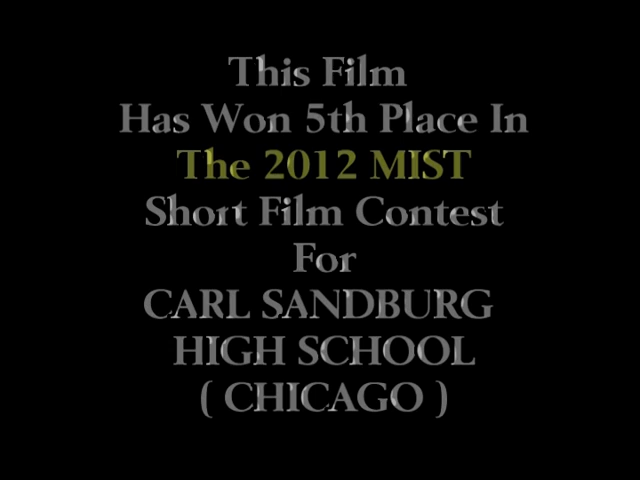 This Film
Has Won 5th Place In
The 2012 MIST
Short Film Contest
For
CARL SANDBURG
HIGH SCHOOL
( CHICAGO )